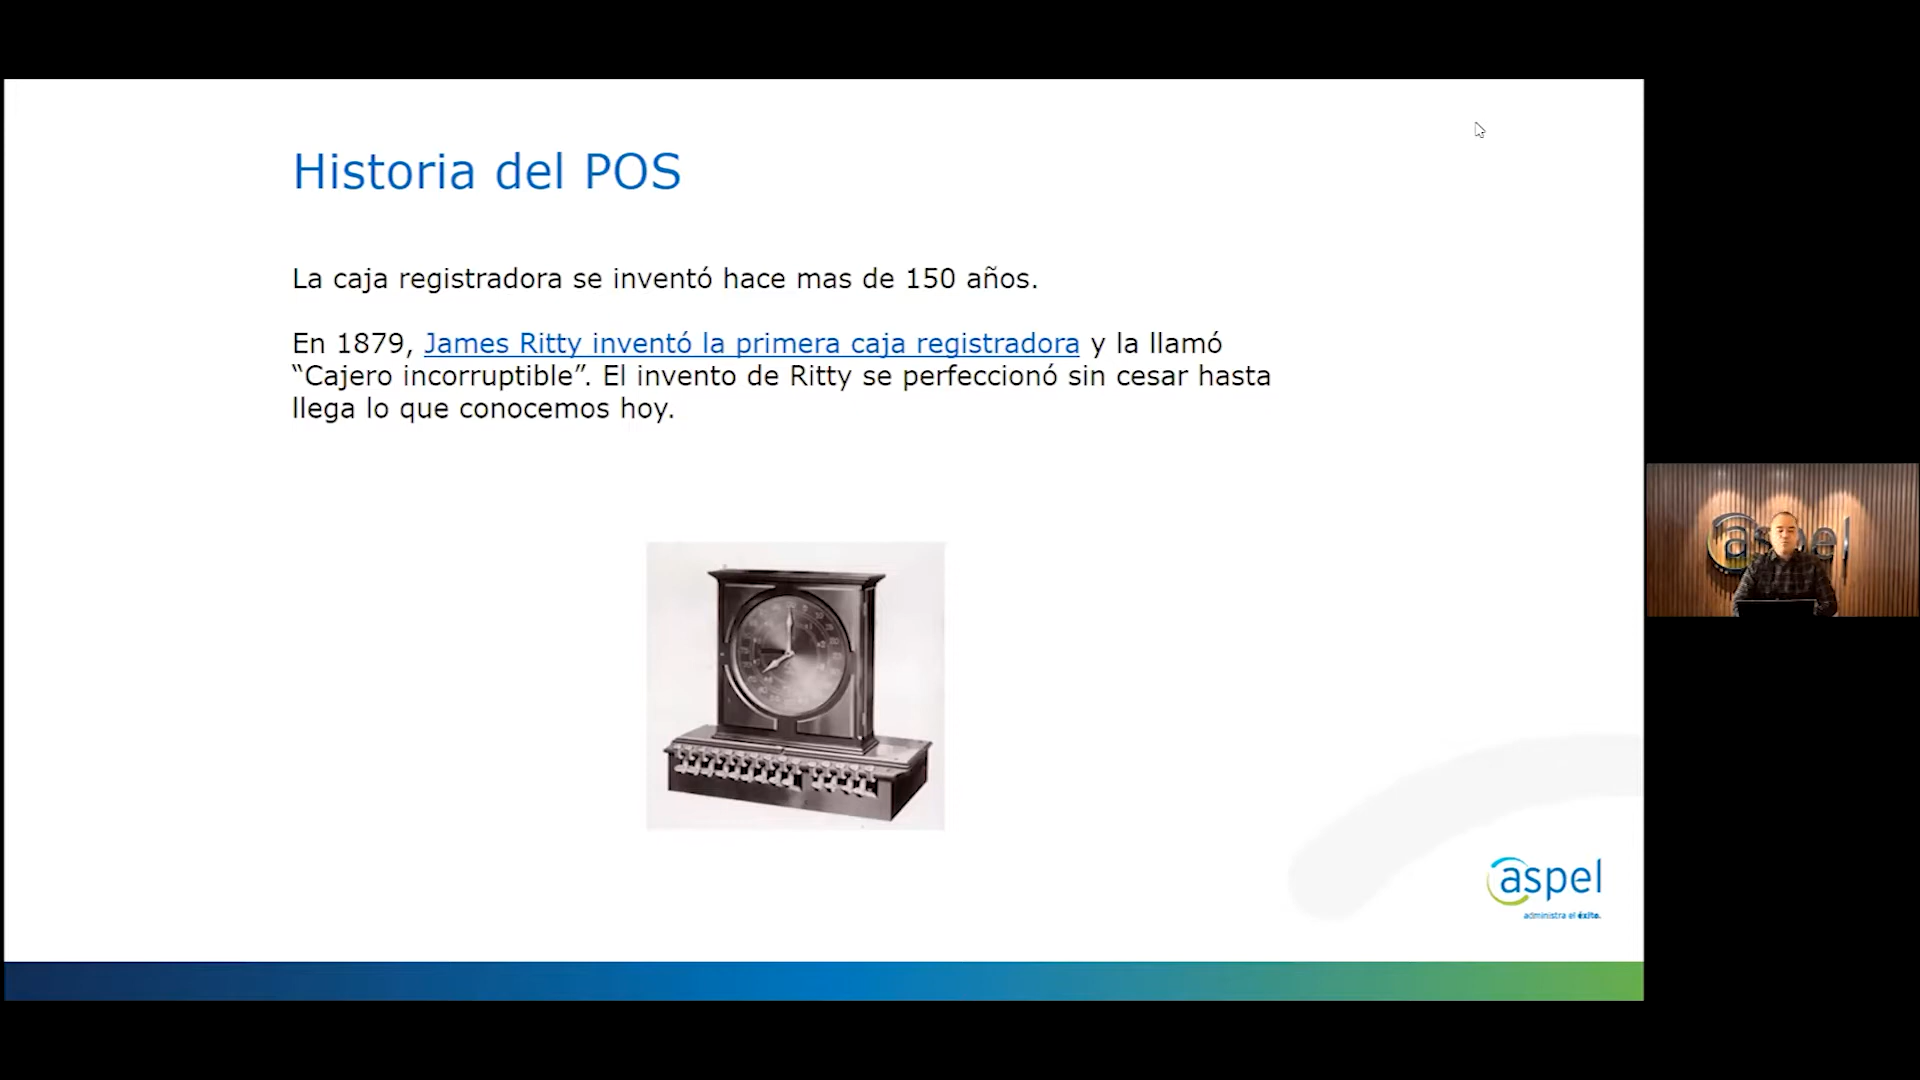 Historia del POS
La caja registradora se inventó hace mas de 150 años.
En 1879, James Ritty inventó la primera caja registradora y la llamó
“Cajero incorruptible”. El invento de Ritty se perfeccionó sin cesar hasta
llega lo que conocemos hoy.
aspel
aspel
administra el éxito.